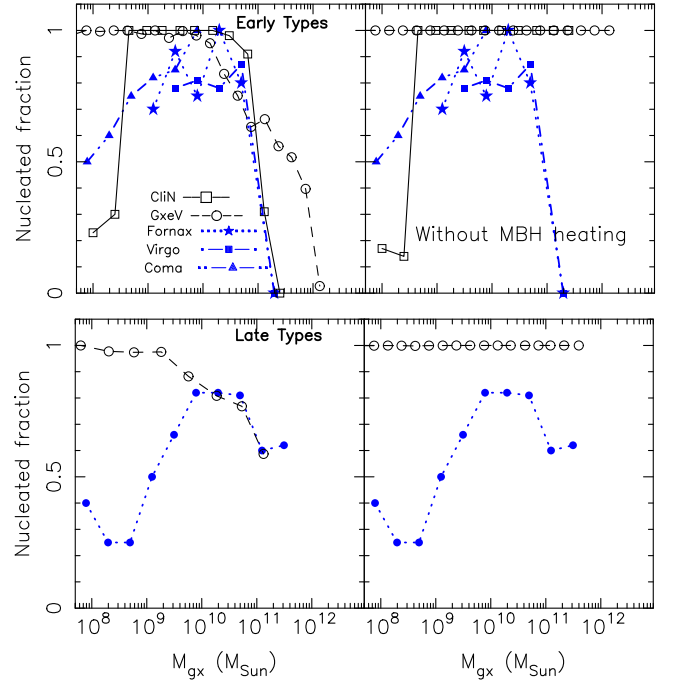 Early Types
Nucleated fraction
1
0.5
0
CliN
GxeV
Fornax
Virgo
Coma
Without MBH heating
Late Types
Nucleated fraction
1
0.5
0
10^8 10^9 10^10 10^11 10^12
10^8 10^9 10^10 10^11 10^12
M_gx (M_Sun)
M_gx (M_Sun)